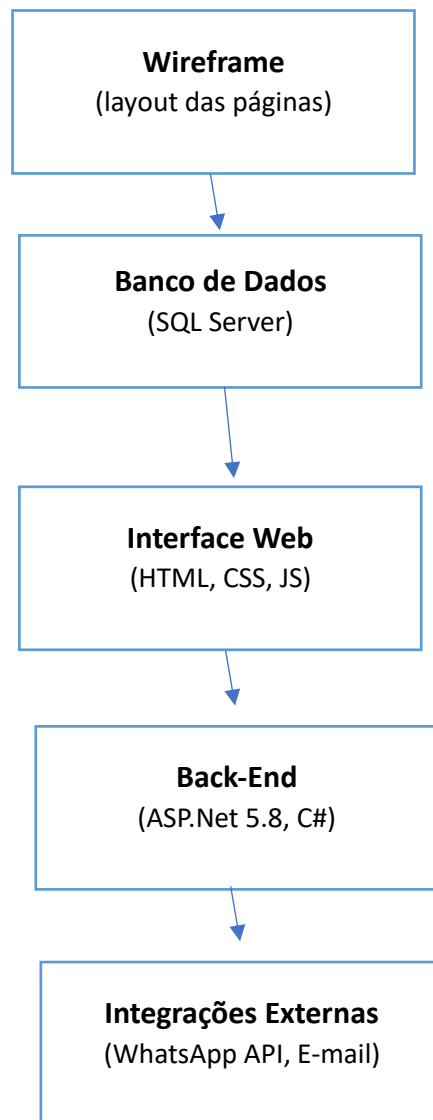 Wireframe
(layout das páginas)
Banco de Dados
(SQL Server)
Interface Web
(HTML, CSS, JS)
Back-End
(ASP.Net 5.8, C#)
Integrações Externas
(WhatsApp API, E-mail)